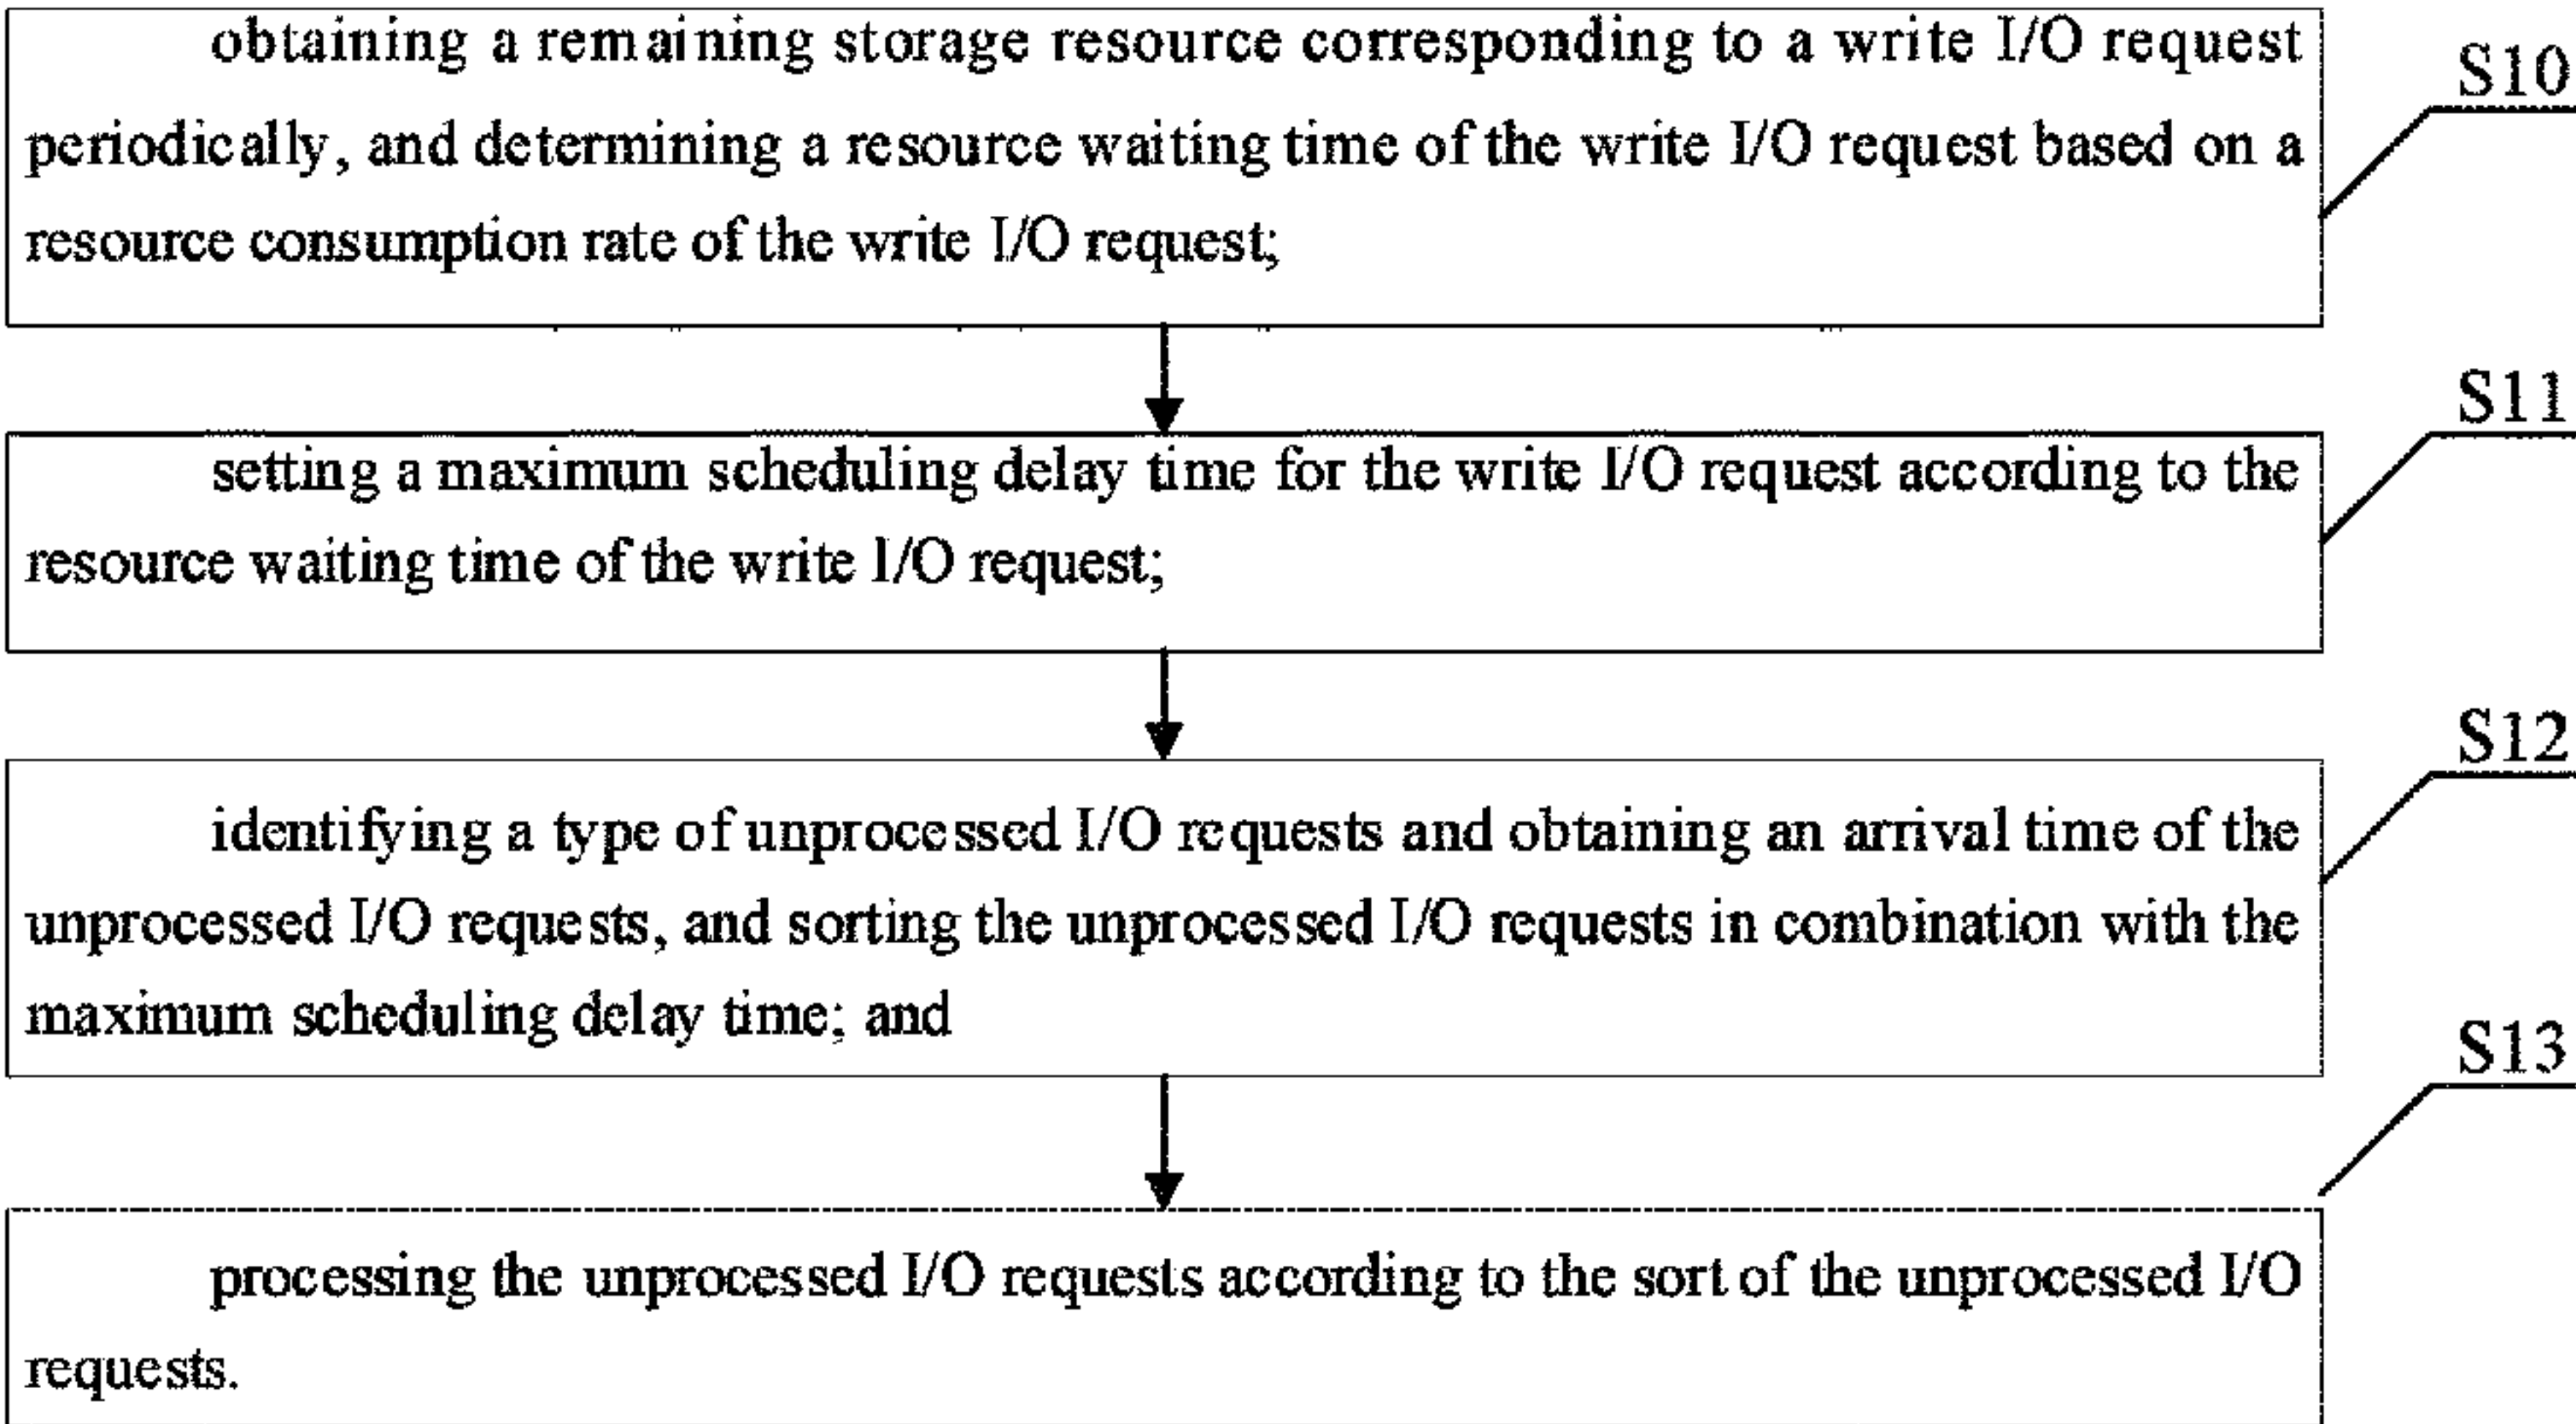 obtaining a remaining storage resource corresponding to a write I/O request
periodically, and determining a resource waiting time of the write I/O request based on a
resource consumption rate of the write I/O request;
S10
setting a maximum scheduling delay time for the write I/O request according to the
resource waiting time of the write I/O request;
S11
identifying a type of unprocessed I/O requests and obtaining an arrival time of the
unprocessed I/O requests, and sorting the unprocessed I/O requests in combination with the
maximum scheduling delay time; and
S12
processing the unprocessed I/O requests according to the sort of the unprocessed I/O
requests.
S13